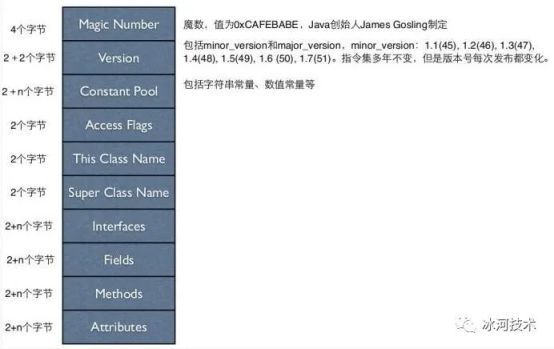 4个字节 Magic Number 魔数，值为0xCAFEBABE，Java创始人James Gosling制定
2+2个字节 Version 包括minor_version和major_version，minor_version：1.1(45), 1.2(46), 1.3(47),
1.4(48), 1.5(49), 1.6 (50), 1.7(51)。指令集多年不变，但是版本号每次发布都变化。
2+n个字节 Constant Pool 包括字符串常量、数值常量等
2个字节 Access Flags
2个字节 This Class Name
2个字节 Super Class Name
2+n个字节 Interfaces
2+n个字节 Fields
2+n个字节 Methods
2+n个字节 Attributes
冰河技术